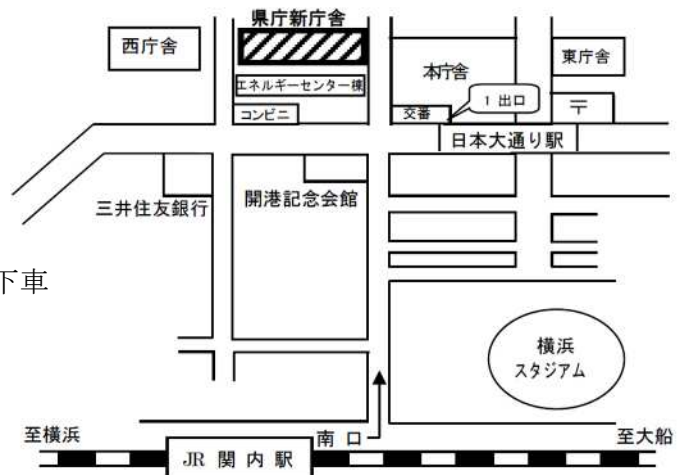 県庁新庁舎
西庁舎
本庁舎
東庁舎
エネルギーセンター棟
コンビニ
交番
1 出口
〒
日本大通り駅
三井住友銀行
開港記念会館
下車
横浜
スタジアム
至横浜
南 口
至大船
JR 関 内 駅